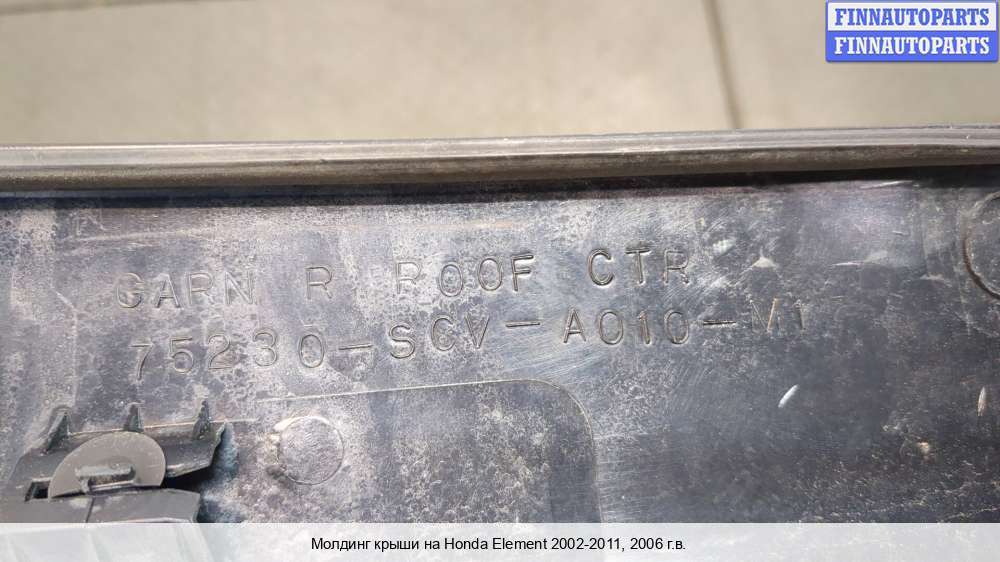 FINNAUTOPARTS
FINNAUTOPARTS
GARN R ROOF CTR
75230-SCV-A010-M1
Молдинг крыши на Honda Element 2002-2011, 2006 г.в.